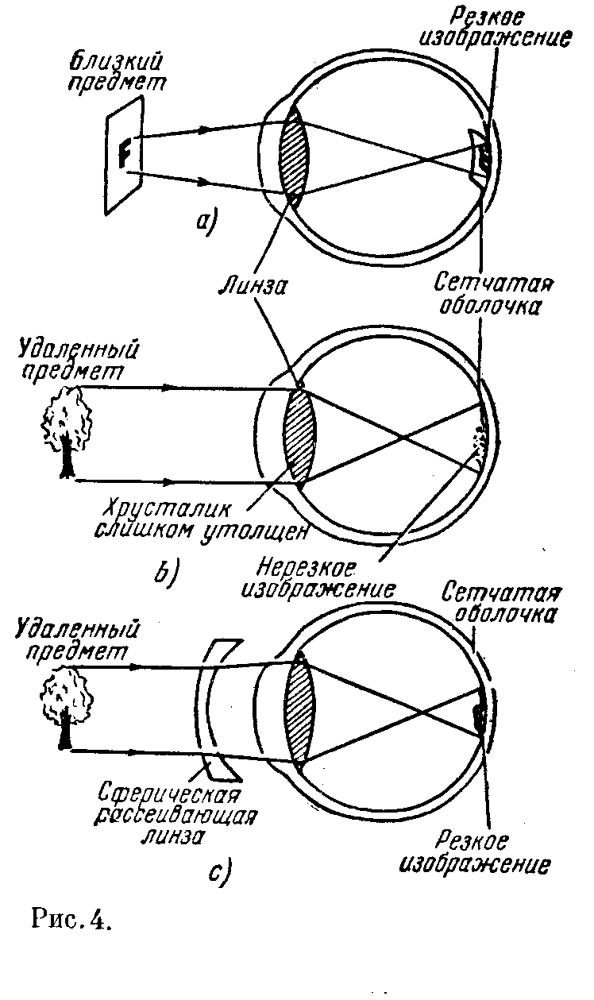 Резкое
изображение
Близкий
предмет
F
а)
Линза
Сетчатая
оболочка
Удаленный
предмет
Хрусталик
слишком утолщен
b)
Нерезкое
изображение
Сетчатая
оболочка
Удаленный
предмет
Сферическая
рассеивающая
линза
Резкое
изображение
c)
Рис. 4.